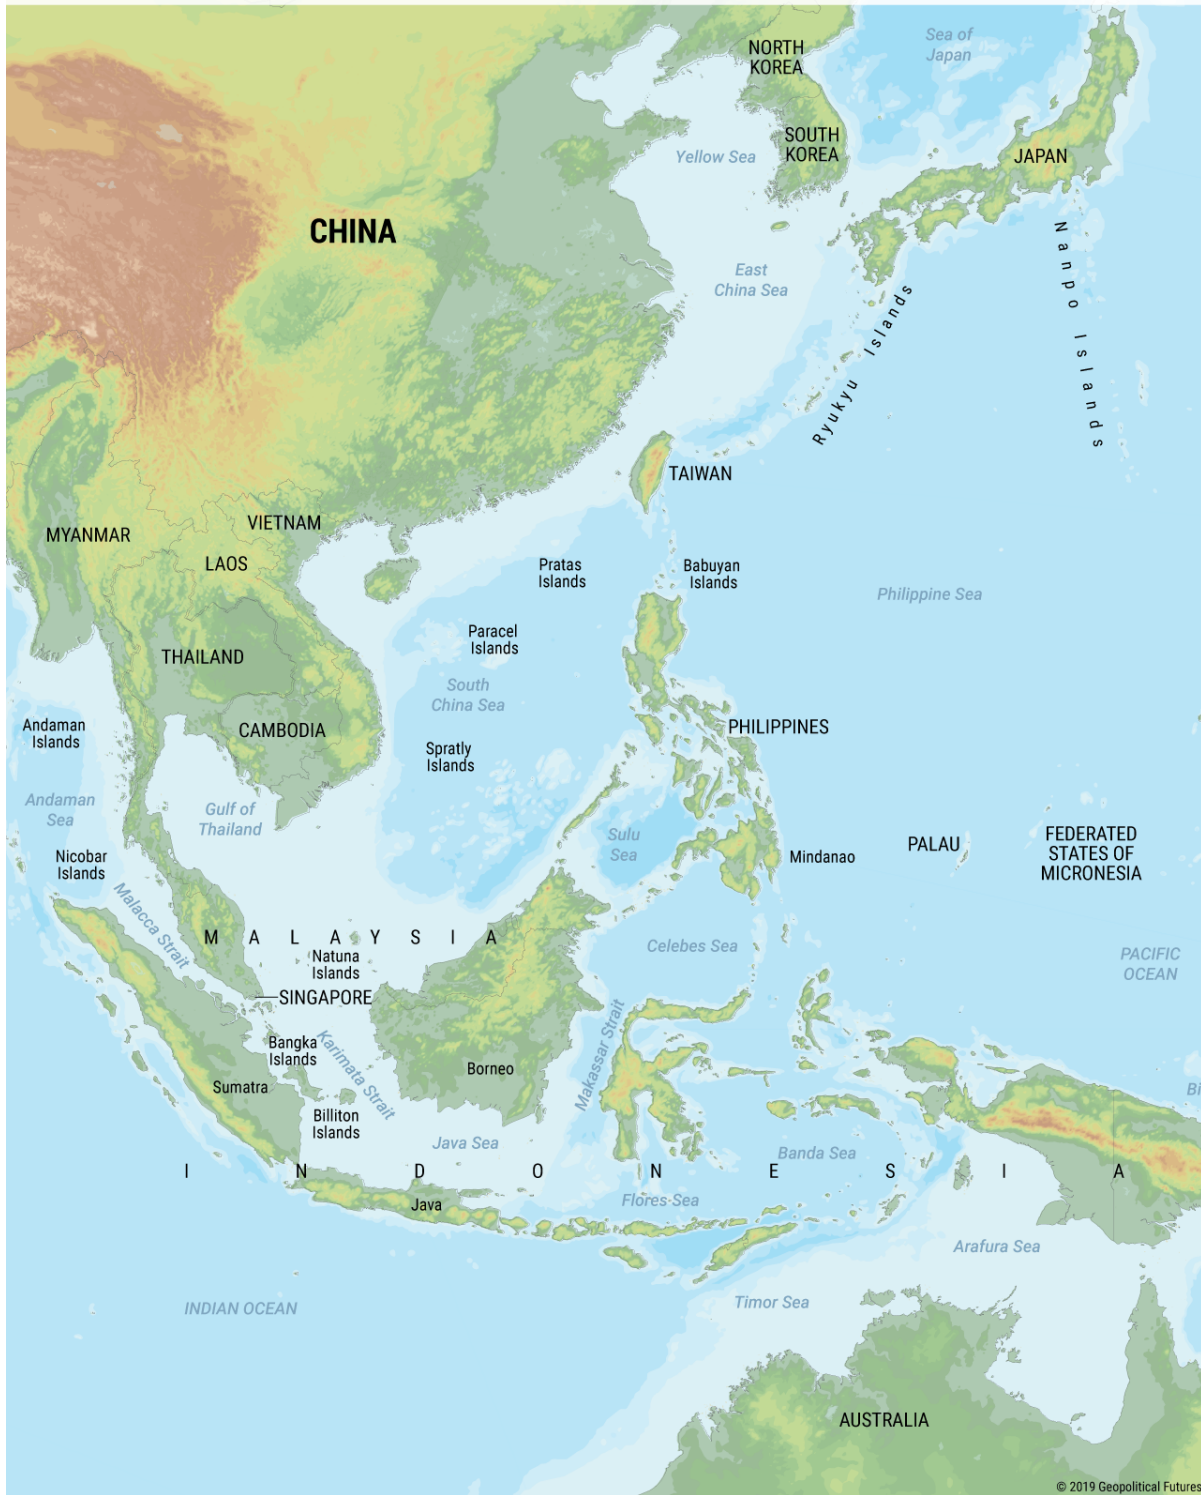 Sea of
Japan
NORTH
KOREA
SOUTH
KOREA
Yellow Sea
JAPAN
CHINA
East
China Sea
Nanpo Islands
Ryukyu Islands
TAIWAN
VIETNAM
MYANMAR
LAOS
Pratas
Islands
Babuyan
Islands
Philippine Sea
Paracel
Islands
THAILAND
South
China Sea
Andaman
Islands
CAMBODIA
PHILIPPINES
Spratly
Islands
Andaman
Sea
Gulf of
Thailand
Sulu
Sea
PALAU
FEDERATED
STATES OF
MICRONESIA
Mindanao
Nicobar
Islands
Malacca Strait
MALAYSIA
Celebes Sea
Natuna
Islands
PACIFIC
OCEAN
SINGAPORE
Bangka
Islands
Karimata Strait
Makassar Strait
Borneo
Sumatra
Bi
Billiton
Islands
Java Sea
Banda Sea
INDONESIA
Java
Flores Sea
Arafura Sea
INDIAN OCEAN
Timor Sea
AUSTRALIA
© 2019 Geopolitical Futures